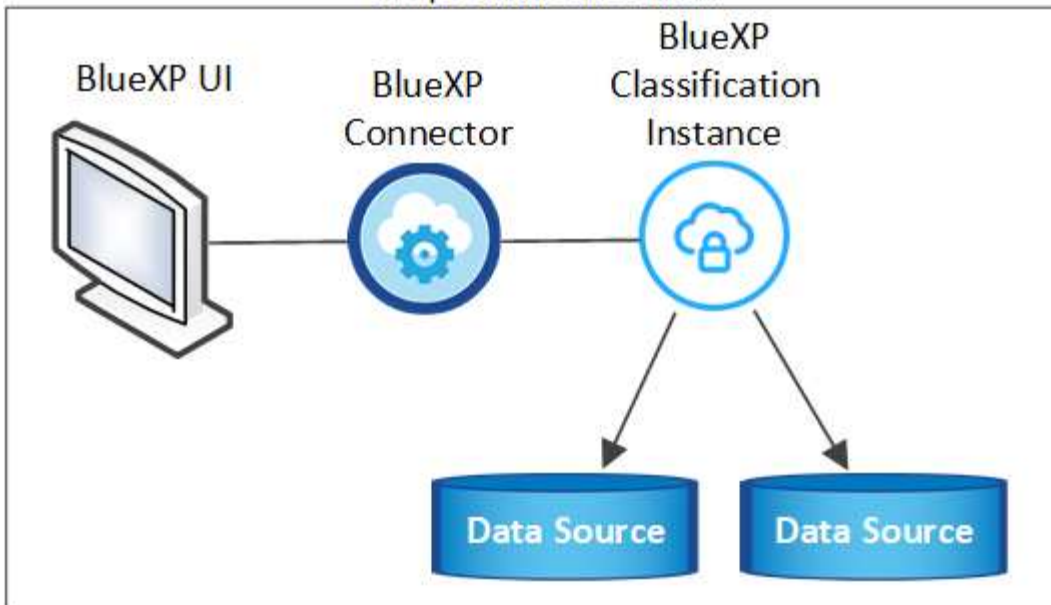 BlueXP UI
BlueXP
Connector
BlueXP
Classification
Instance
Data Source
Data Source